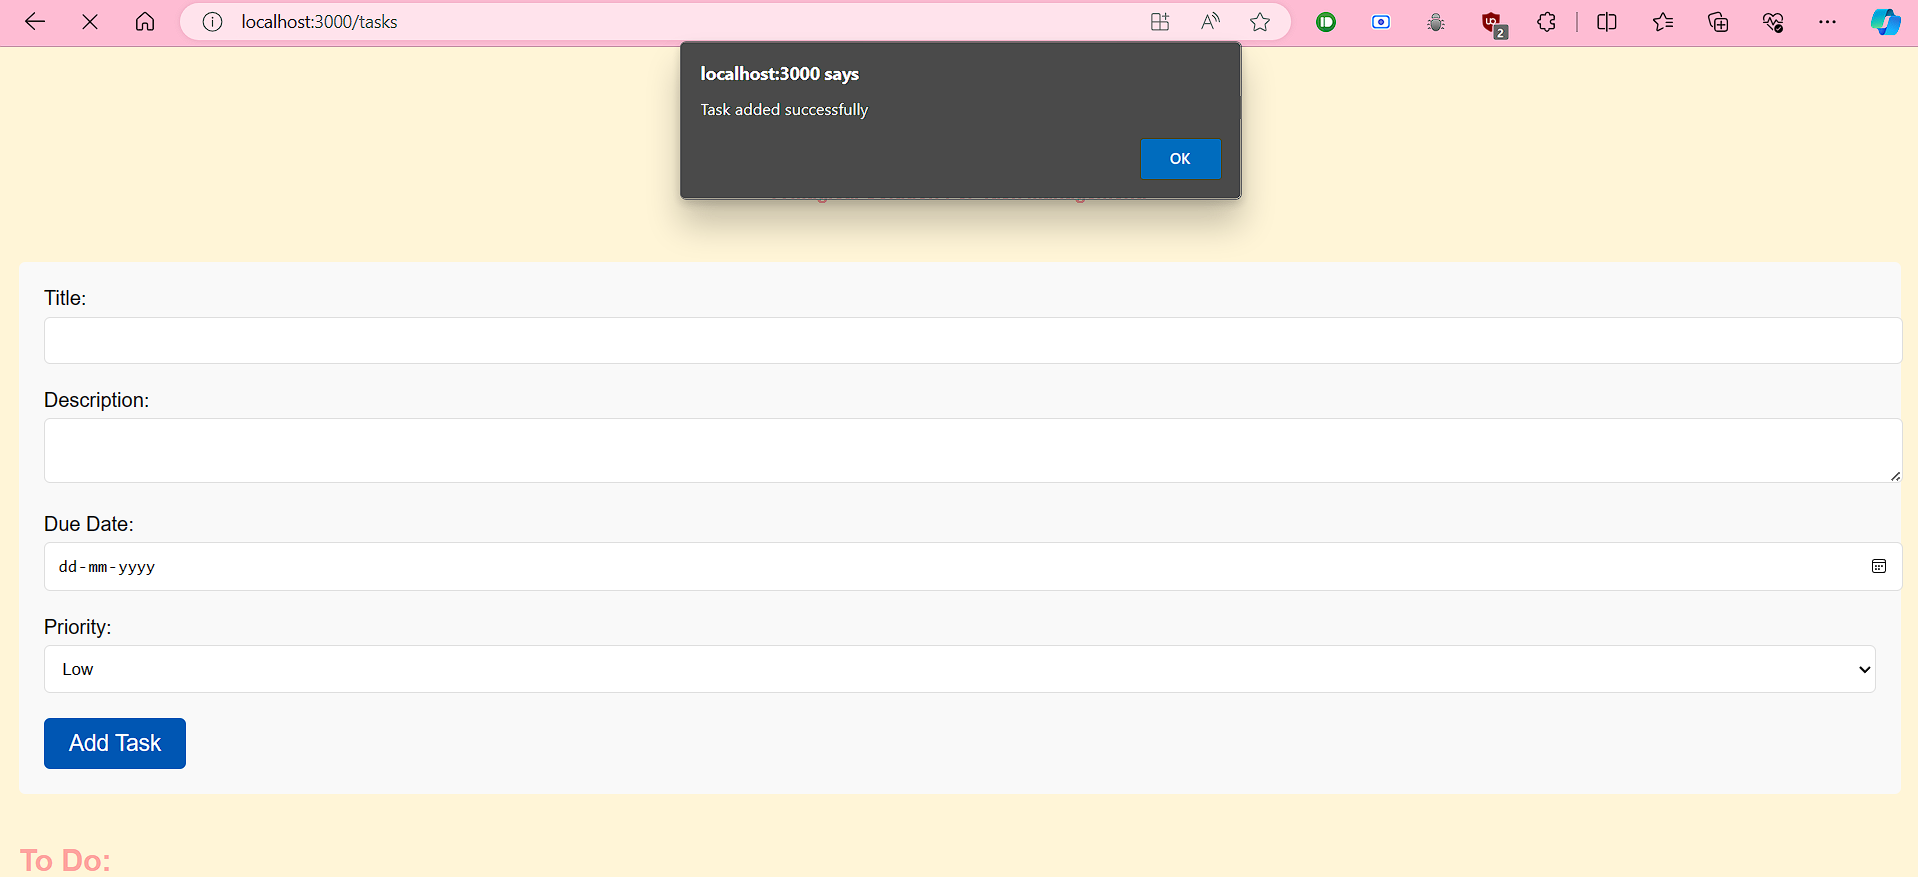 localhost:3000/tasks
2
localhost:3000 says
Task added successfully
OK
Title:
Description:
Due Date:
dd-mm-yyyy
Priority:
Low
Add Task
To Do: